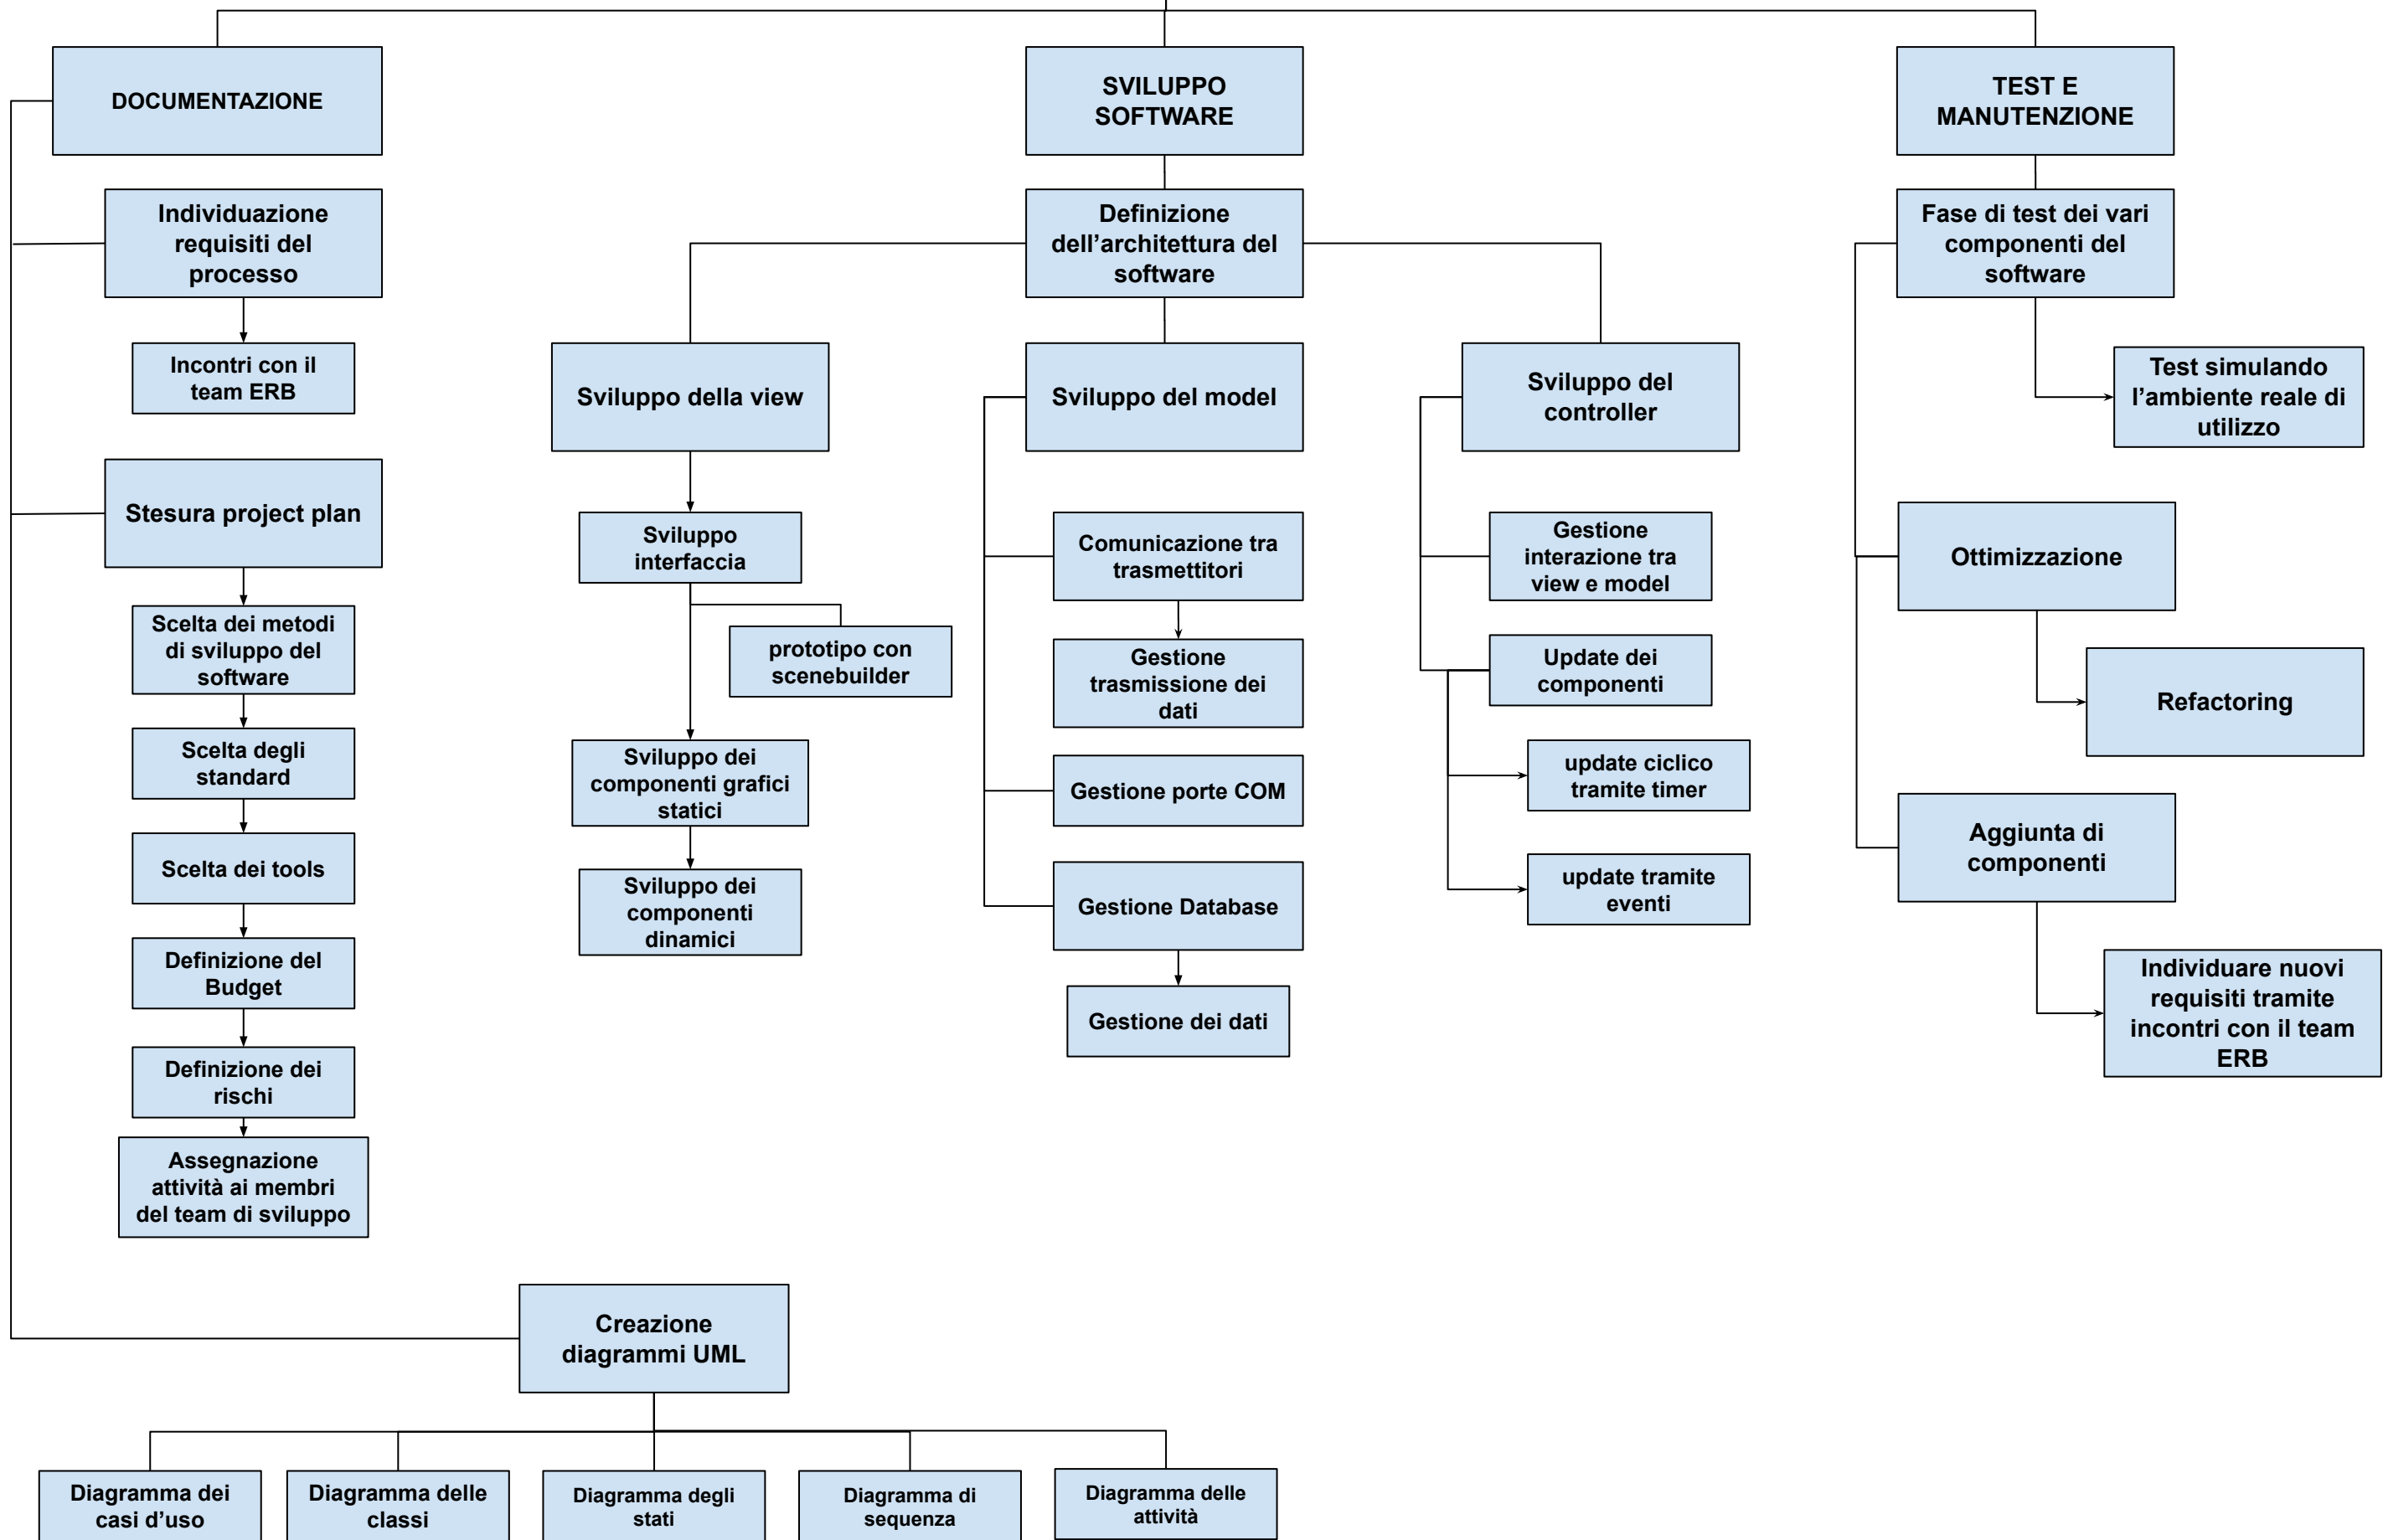 DOCUMENTAZIONE
SVILUPPO
SOFTWARE
TEST E
MANUTENZIONE
Individuazione
requisiti del
processo
Incontri con il
team ERB
Stesura project plan
Scelta dei metodi
di sviluppo del
software
Scelta degli
standard
Scelta dei tools
Definizione del
Budget
Definizione dei
rischi
Assegnazione
attività ai membri
del team di sviluppo
Definizione
dell’architettura del
software
Sviluppo della view
Sviluppo
interfaccia
prototipo con
scenebuilder
Sviluppo dei
componenti grafici
statici
Sviluppo dei
componenti
dinamici
Sviluppo del model
Comunicazione tra
trasmettitori
Gestione
trasmissione dei
dati
Gestione porte COM
Gestione Database
Gestione dei dati
Sviluppo del
controller
Gestione
interazione tra
view e model
Update dei
componenti
update ciclico
tramite timer
update tramite
eventi
Fase di test dei vari
componenti del
software
Test simulando
l’ambiente reale di
utilizzo
Ottimizzazione
Refactoring
Aggiunta di
componenti
Individuare nuovi
requisiti tramite
incontri con il team
ERB
Creazione
diagrammi UML
Diagramma dei
casi d’uso
Diagramma delle
classi
Diagramma degli
stati
Diagramma di
sequenza
Diagramma delle
attività